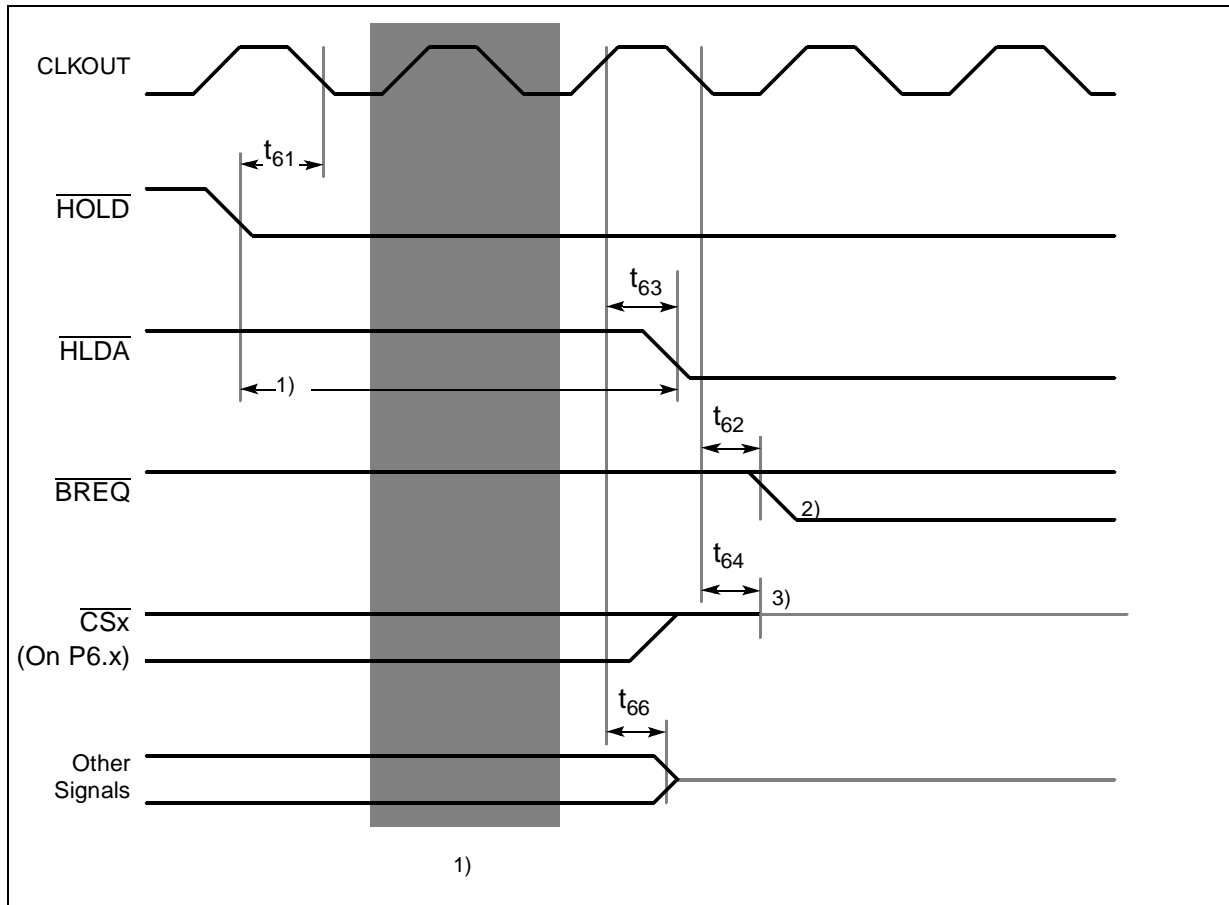 CLKOUT
t61
HOLD
t63
HLDA
1)
t62
BREQ
2)
t64
3)
CSx
(On P6.x)
t66
Other
Signals
1)